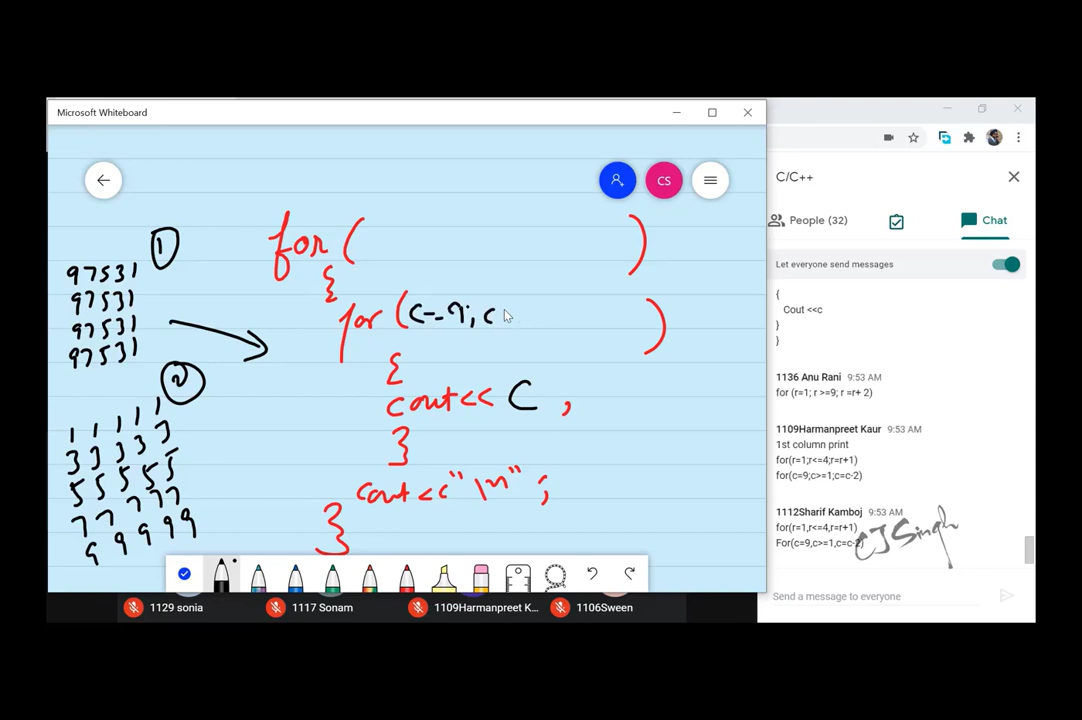 Microsoft Whiteboard
CS
1
97531
97531
97531
97531
2
1 1 1 1 1
3 3 3 3 3
5 5 5 5 5
7 7 7 7 7
9 9 9 9 9
for ( )
{
for (c=9; c )
{
cout<< C ;
}
cout<<"\n" ;
}
C/C++
People (32)
Chat
Let everyone send messages
{
Cout <<c
}
}
1136 Anu Rani 9:53 AM
for (r=1; r >=9; r =r+ 2)
1109Harmanpreet Kaur 9:53 AM
1st column print
for(r=1;r<=4;r=r+1)
for(c=9;c>=1;c=c-2)
1112Sharif Kamboj 9:53 AM
for(r=1,r<=4,r=r+1)
For(c=9,c>=1,c=c-2)
CJSingh
Send a message to everyone
1129 sonia
1117 Sonam
1109Harmanpreet K...
1106Sween